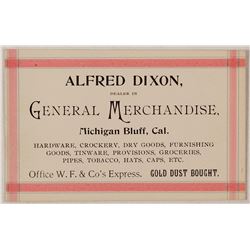 ALFRED DIXON,
DEALER IN
GENERAL MERCHANDISE,
Michigan Bluff, Cal.
HARDWARE, CROCKERY, DRY GOODS, FURNISHING
GOODS, TINWARE, PROVISIONS, GROCERIES,
PIPES, TOBACCO, HATS, CAPS, ETC.
Office W. F. & Co's Express. GOLD DUST BOUGHT.